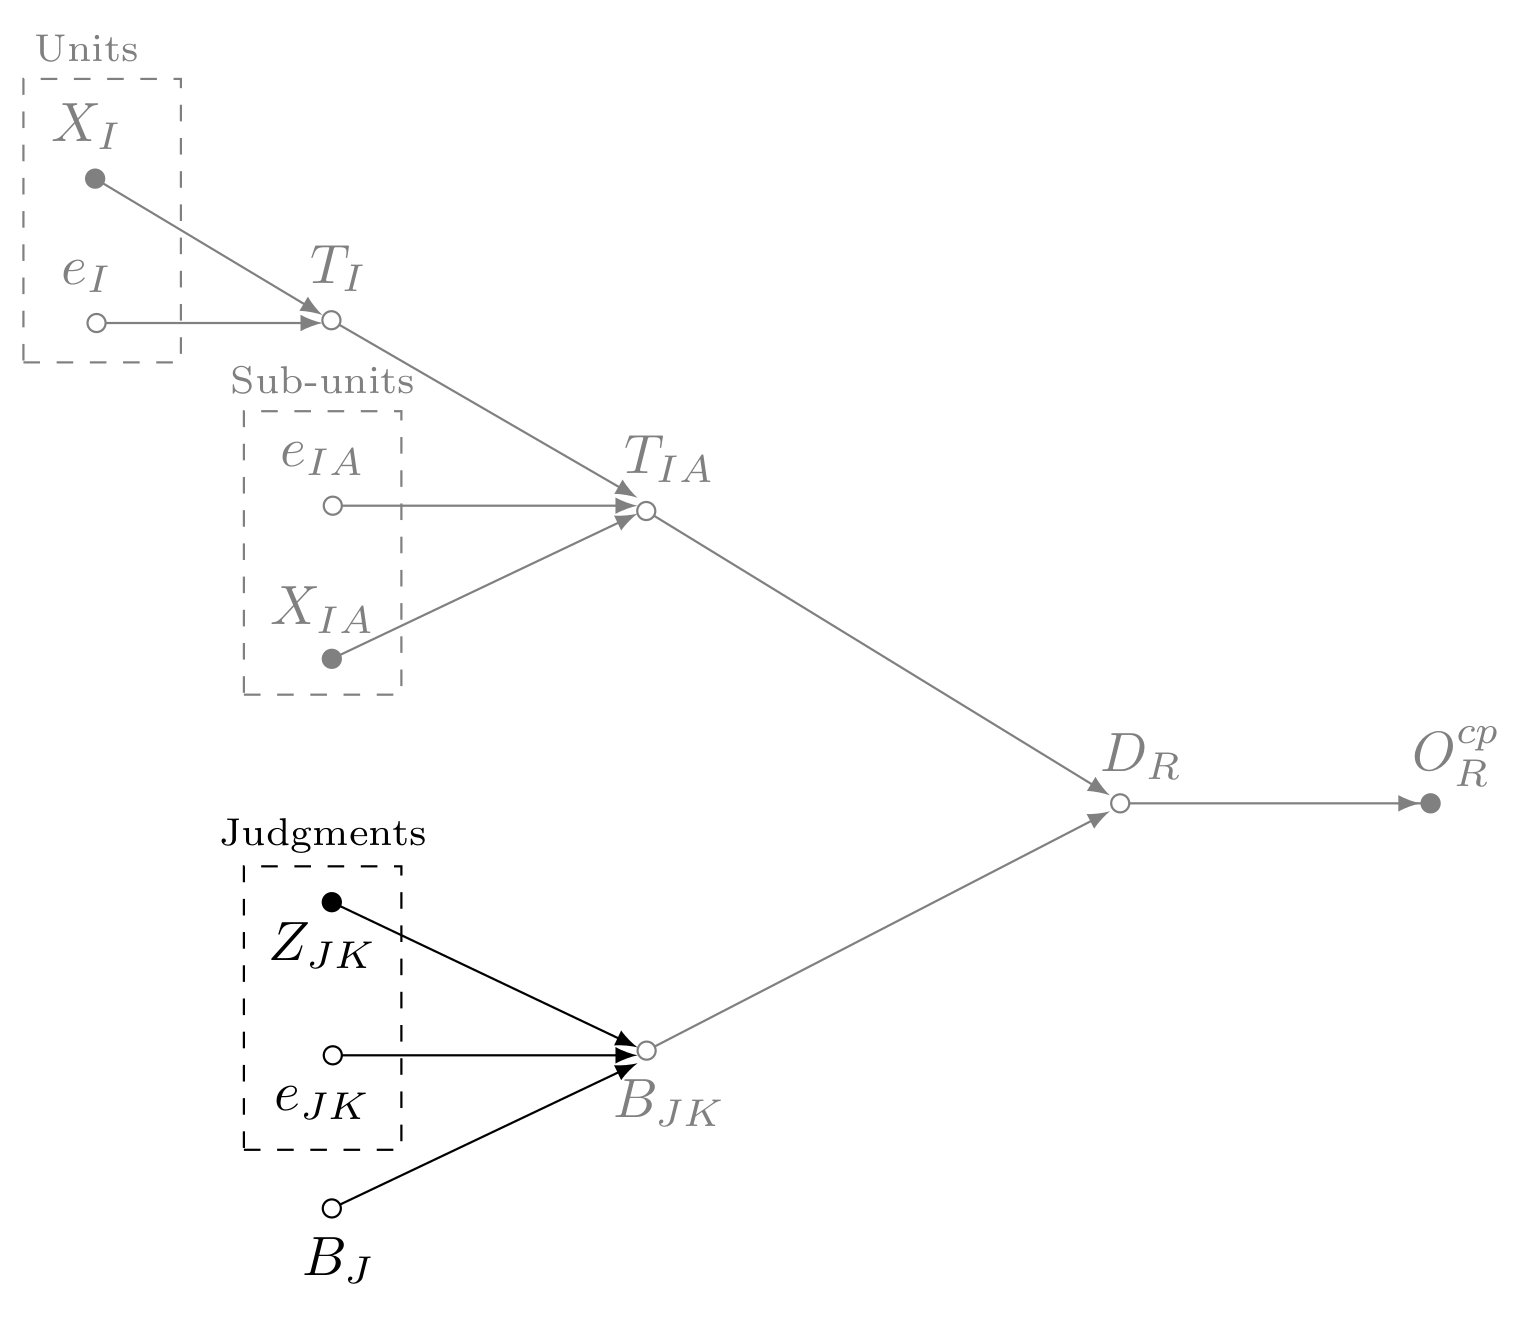 Units
X_I
e_I
T_I
Sub-units
e_{IA}
T_{IA}
X_{IA}
D_R
O_R^{cp}
Judgments
Z_{JK}
e_{JK}
B_{JK}
B_J